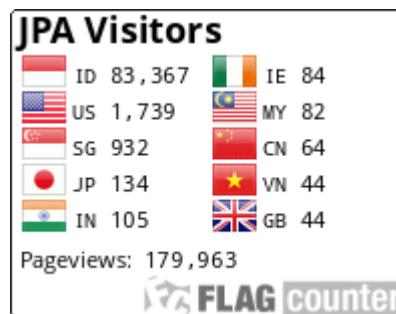 JPA Visitors
ID 83,367 IE 84
US 1,739 MY 82
SG 932 CN 64
JP 134 VN 44
IN 105 GB 44
Pageviews: 179,963
FC FLAG counter